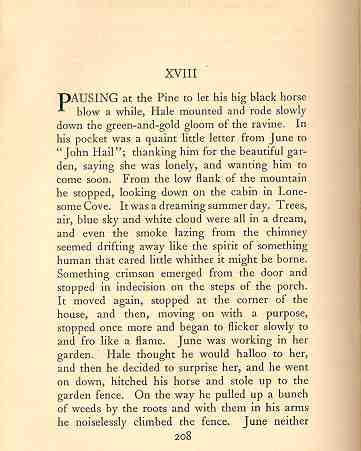 XVIII
PAUSING at the Pine to let his big black horse
blow a while, Hale mounted and rode slowly
down the green-and-gold gloom of the ravine. In
his pocket was a quaint little letter from June to
"John Hail"; thanking him for the beautiful gar-
den, saying she was lonely, and wanting him to
come soon. From the low flank of the mountain
he stopped, looking down on the cabin in Lone-
some Cove. It was a dreaming summer day. Trees,
air, blue sky and white cloud were all in a dream,
and even the smoke lazing from the chimney
seemed drifting away like the spirit of something
human that cared little whither it might be borne.
Something crimson emerged from the door and
stopped in indecision on the steps of the porch.
It moved again, stopped at the corner of the
house, and then, moving on with a purpose,
stopped once more and began to flicker slowly to
and fro like a flame. June was working in her
garden. Hale thought he would halloo to her,
and then he decided to surprise her, and he went
on down, hitched his horse and stole up to the
garden fence. On the way he pulled up a bunch
of weeds by the roots and with them in his arms
he noiselessly climbed the fence. June neither
208